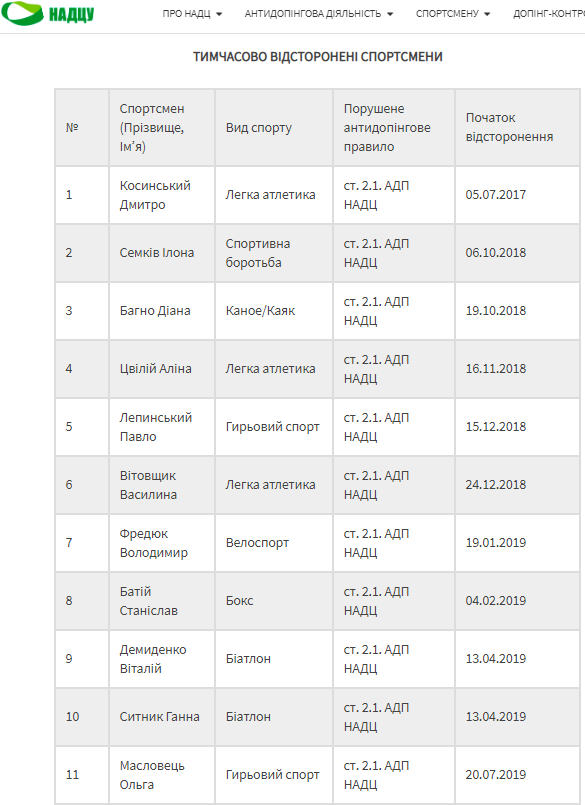 НАДЦУ
ПРО НАДЦ
АНТИДОПІНГОВА ДІЯЛЬНІСТЬ
СПОРТСМЕНУ
ДОПІНГ-КОНТРО
ТИМЧАСОВО ВІДСТОРОНЕНІ СПОРТСМЕНИ
№
Спортсмен
(Прізвище,
Ім'я)
Вид спорту
Порушене
антидопінгове
правило
Початок
відсторонення
1
Косинський
Дмитро
Легка атлетика
ст. 2.1. АДП
НАДЦ
05.07.2017
2
Семків Ілона
Спортивна
боротьба
ст. 2.1. АДП
НАДЦ
06.10.2018
3
Багно Діана
Каное/Каяк
ст. 2.1. АДП
НАДЦ
19.10.2018
4
Цвілій Аліна
Легка атлетика
ст. 2.1. АДП
НАДЦ
16.11.2018
5
Лепинський
Павло
Гирьовий спорт
ст. 2.1. АДП
НАДЦ
15.12.2018
6
Вітовщик
Василина
Легка атлетика
ст. 2.1. АДП
НАДЦ
24.12.2018
7
Фредюк
Володимир
Велоспорт
ст. 2.1. АДП
НАДЦ
19.01.2019
8
Батій
Станіслав
Бокс
ст. 2.1. АДП
НАДЦ
04.02.2019
9
Демиденко
Віталій
Біатлон
ст. 2.1. АДП
НАДЦ
13.04.2019
10
Ситник Ганна
Біатлон
ст. 2.1. АДП
НАДЦ
13.04.2019
11
Масловець
Ольга
Гирьовий спорт
ст. 2.1. АДП
НАДЦ
20.07.2019